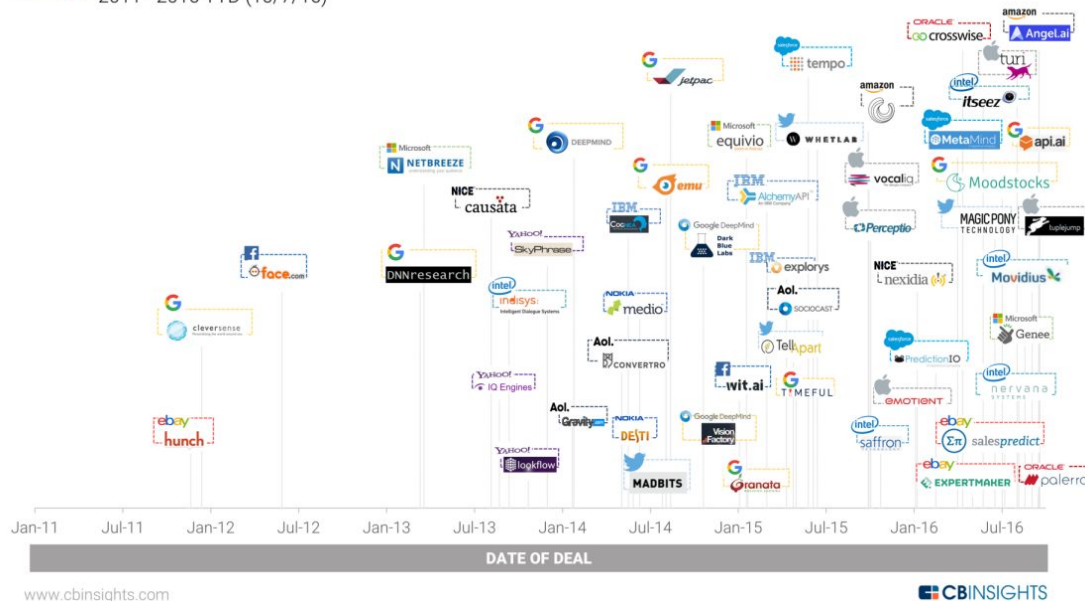 2011 - 2016 YTD (10/7/16)
amazon
ORACLE
crosswise
Angel.ai
salesforce
tempo
turi
Google
jetpac
amazon
intel
itseez
Microsoft
NETBREEZE
DEEPMIND
Microsoft
equivio
WHETLAB
salesforce
MetaMind
api.ai
NICE
causata
emu
IBM
AlchemyAPI
An IBM Company
vocaliq
Moodstocks
YAHOO!
SkyPhrase
IBM
Cognea
Google DeepMind
Dark
Blue
Labs
Perceptio
MAGIC PONY
TECHNOLOGY
tuplejump
face.com
DNNresearch
IBM
explorys
NICE
nexidia
intel
Movidius
intel
indisys
Intelligent Dialogue Systems
NOKIA
medio
Aol.
SOCIOCAST
cleversense
Microsoft
Genee
Aol.
CONVERTRO
TellApart
salesforce
PredictionIO
YAHOO!
IQ Engines
wit.ai
TIMEFUL
EMOTIENT
intel
nervana
SYSTEMS
ebay
hunch
Aol.
Gravity
NOKIA
DESTI
Google DeepMind
Vision
Factory
intel
saffron
ebay
Σπ salespredict
YAHOO!
lookflow
MADBITS
Granata
ebay
EXPERTMAKER
ORACLE
palerra
Jan-11 Jul-11 Jan-12 Jul-12 Jan-13 Jul-13 Jan-14 Jul-14 Jan-15 Jul-15 Jan-16 Jul-16
DATE OF DEAL
www.cbinsights.com
CBINSIGHTS